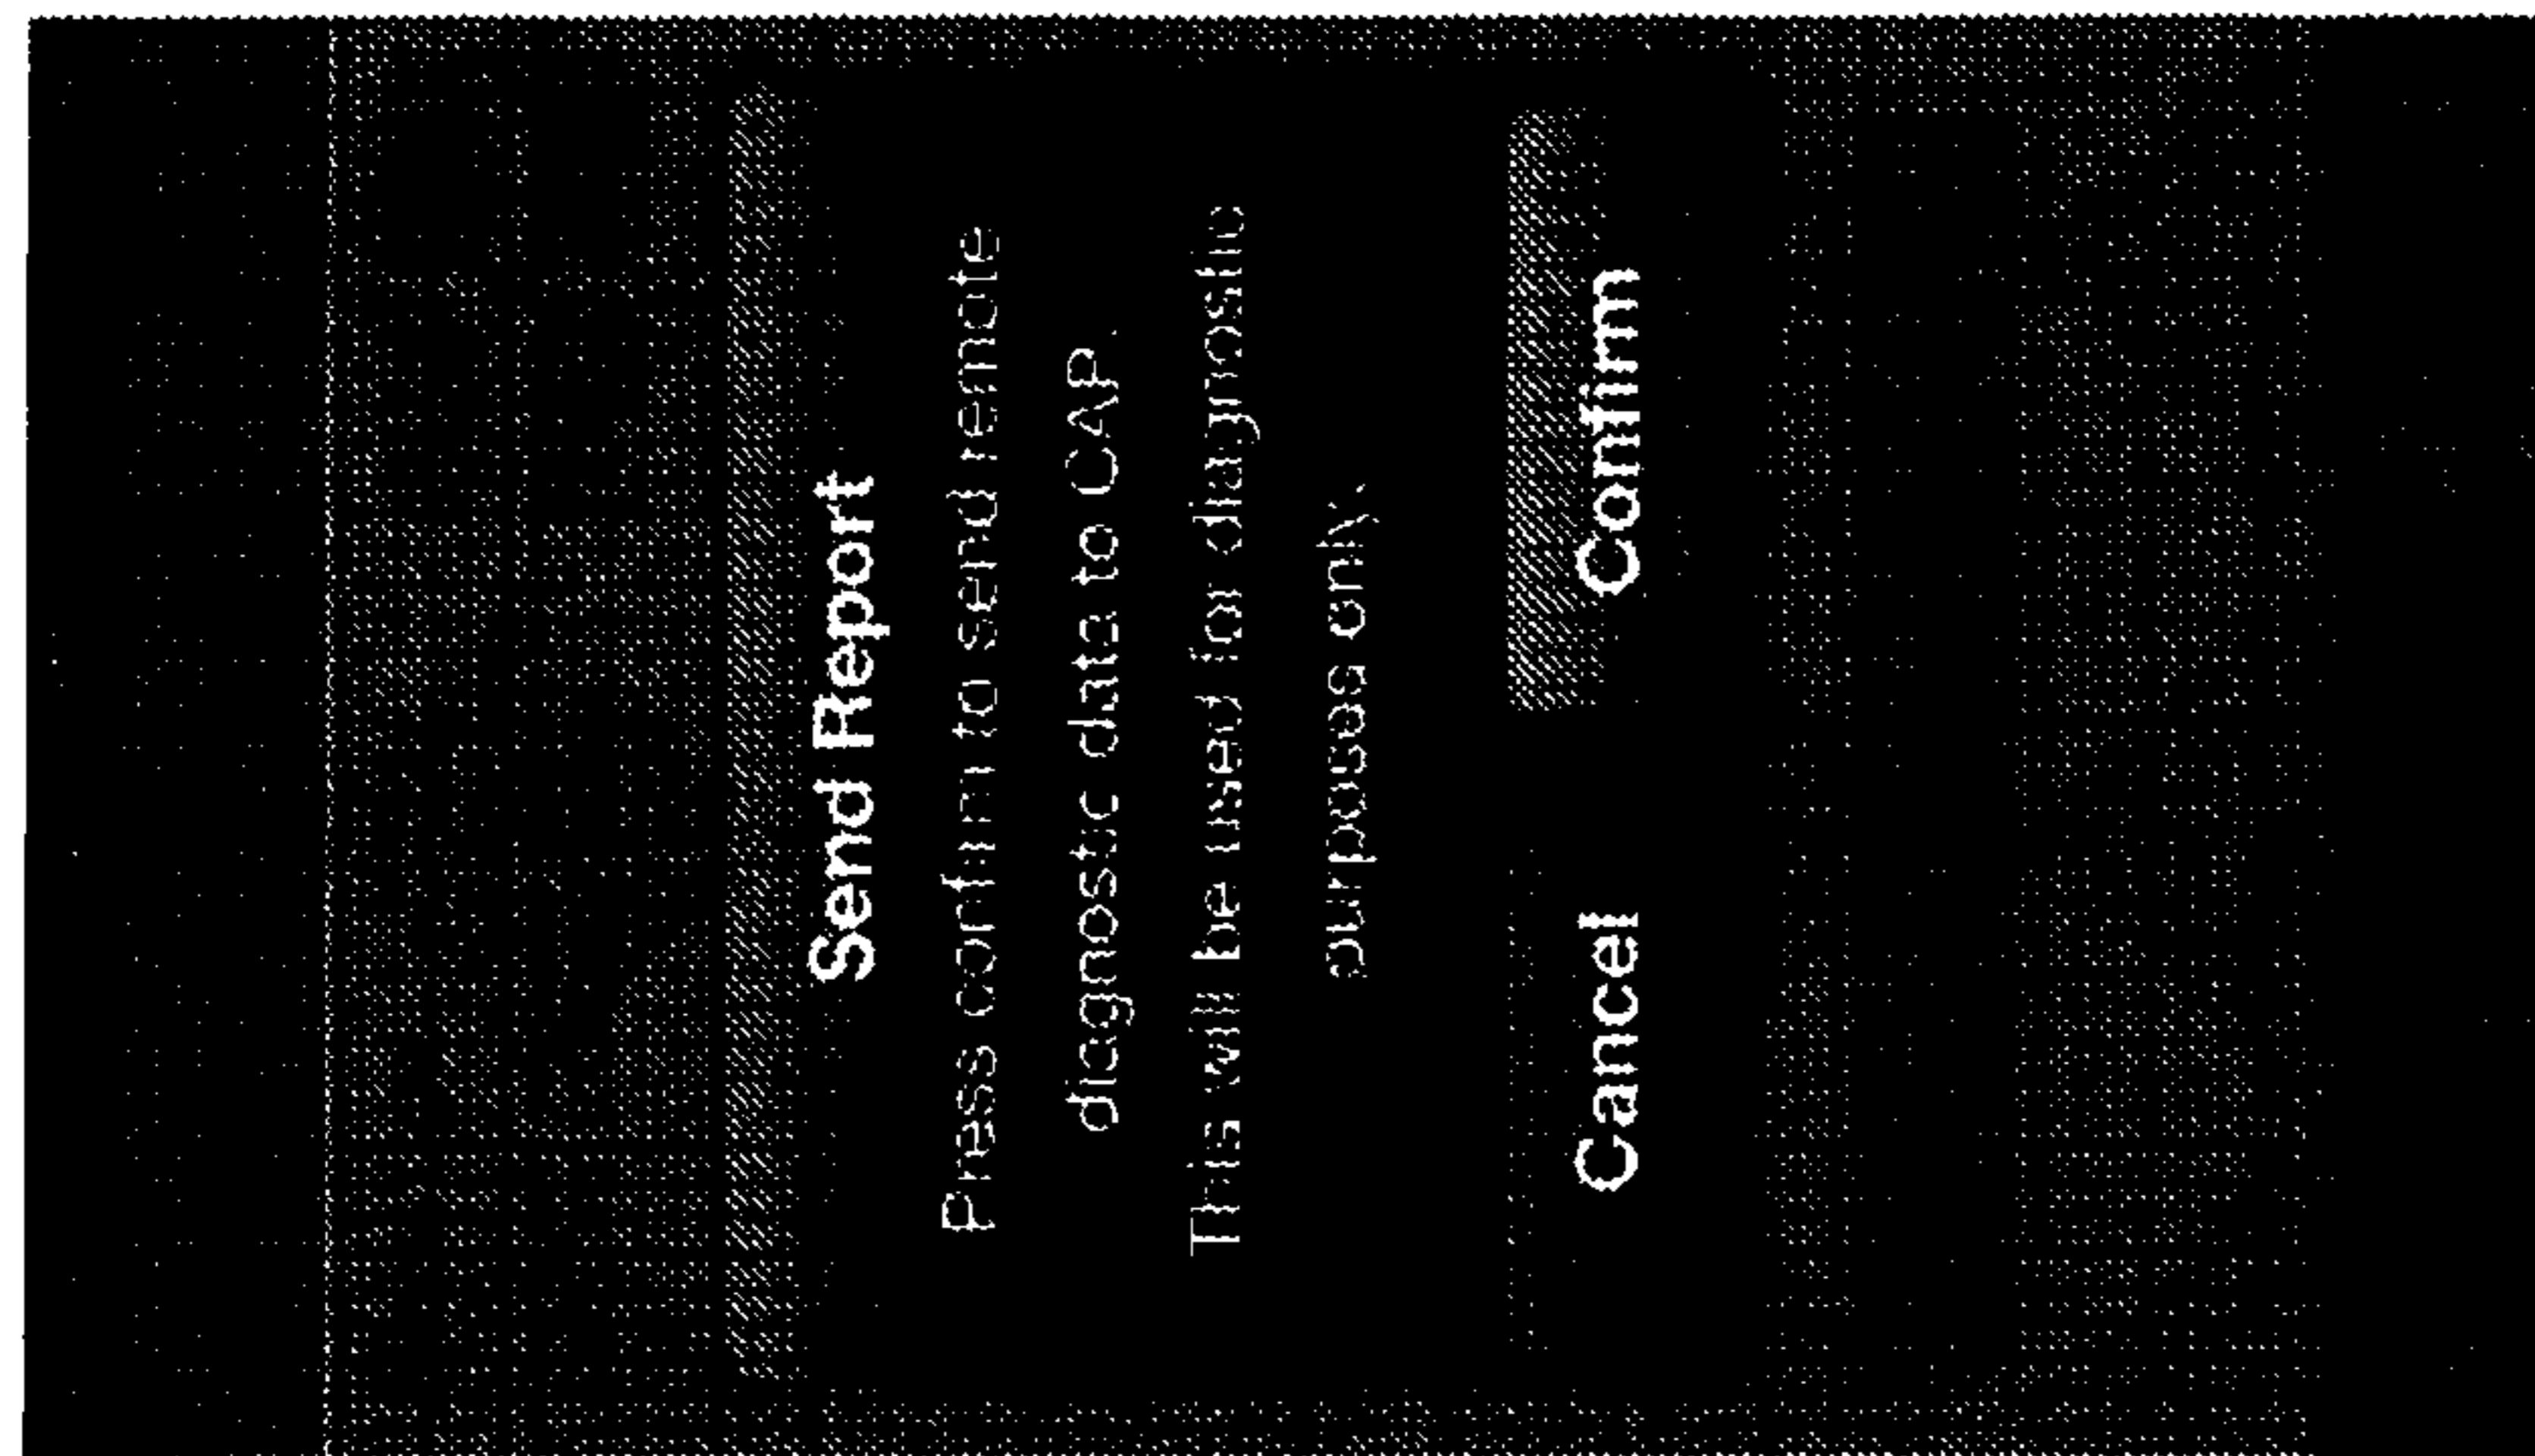 Send Report
Press confirm to send remote
diagnostic data to CAP.
This will be used for diagnostic
purposes only.
Cancel Confirm